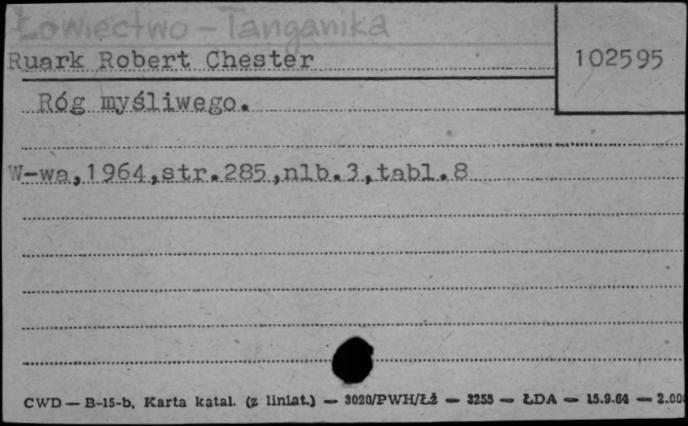 Łowiectwo - Tanganika
Ruark Robert Chester
102595
Róg myśliwego.
W-wa,1964,str.285,nlb.3,tabl.8
CWD — B-15-b, Karta katal. (z liniat.) — 3020/PWH/Łż — 3255 — ŁDA — 15.9.64 — 2.00